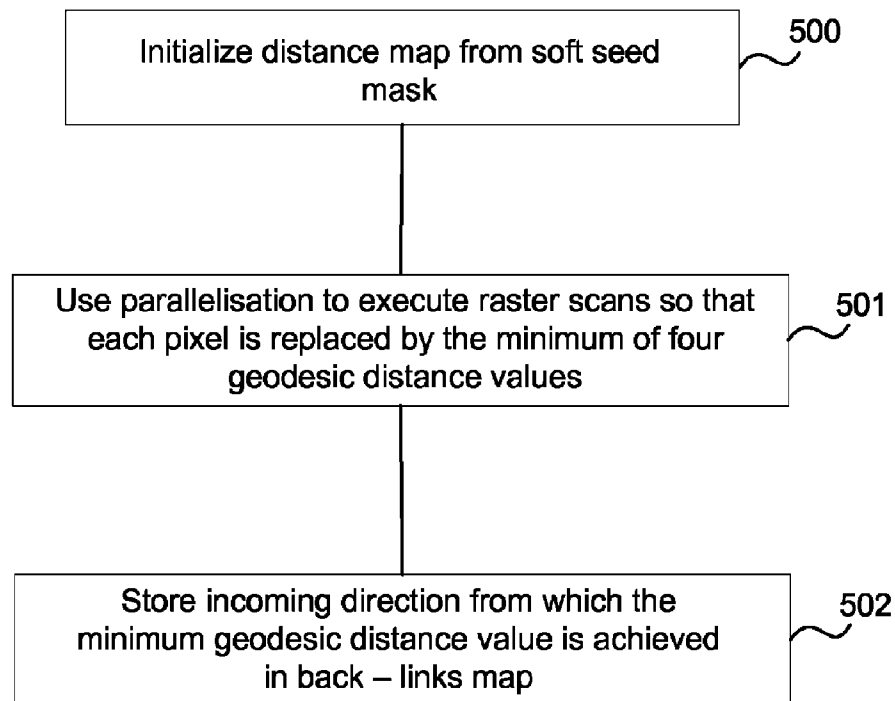 Initialize distance map from soft seed
mask
500
Use parallelisation to execute raster scans so that
each pixel is replaced by the minimum of four
geodesic distance values
501
Store incoming direction from which the
minimum geodesic distance value is achieved
in back – links map
502